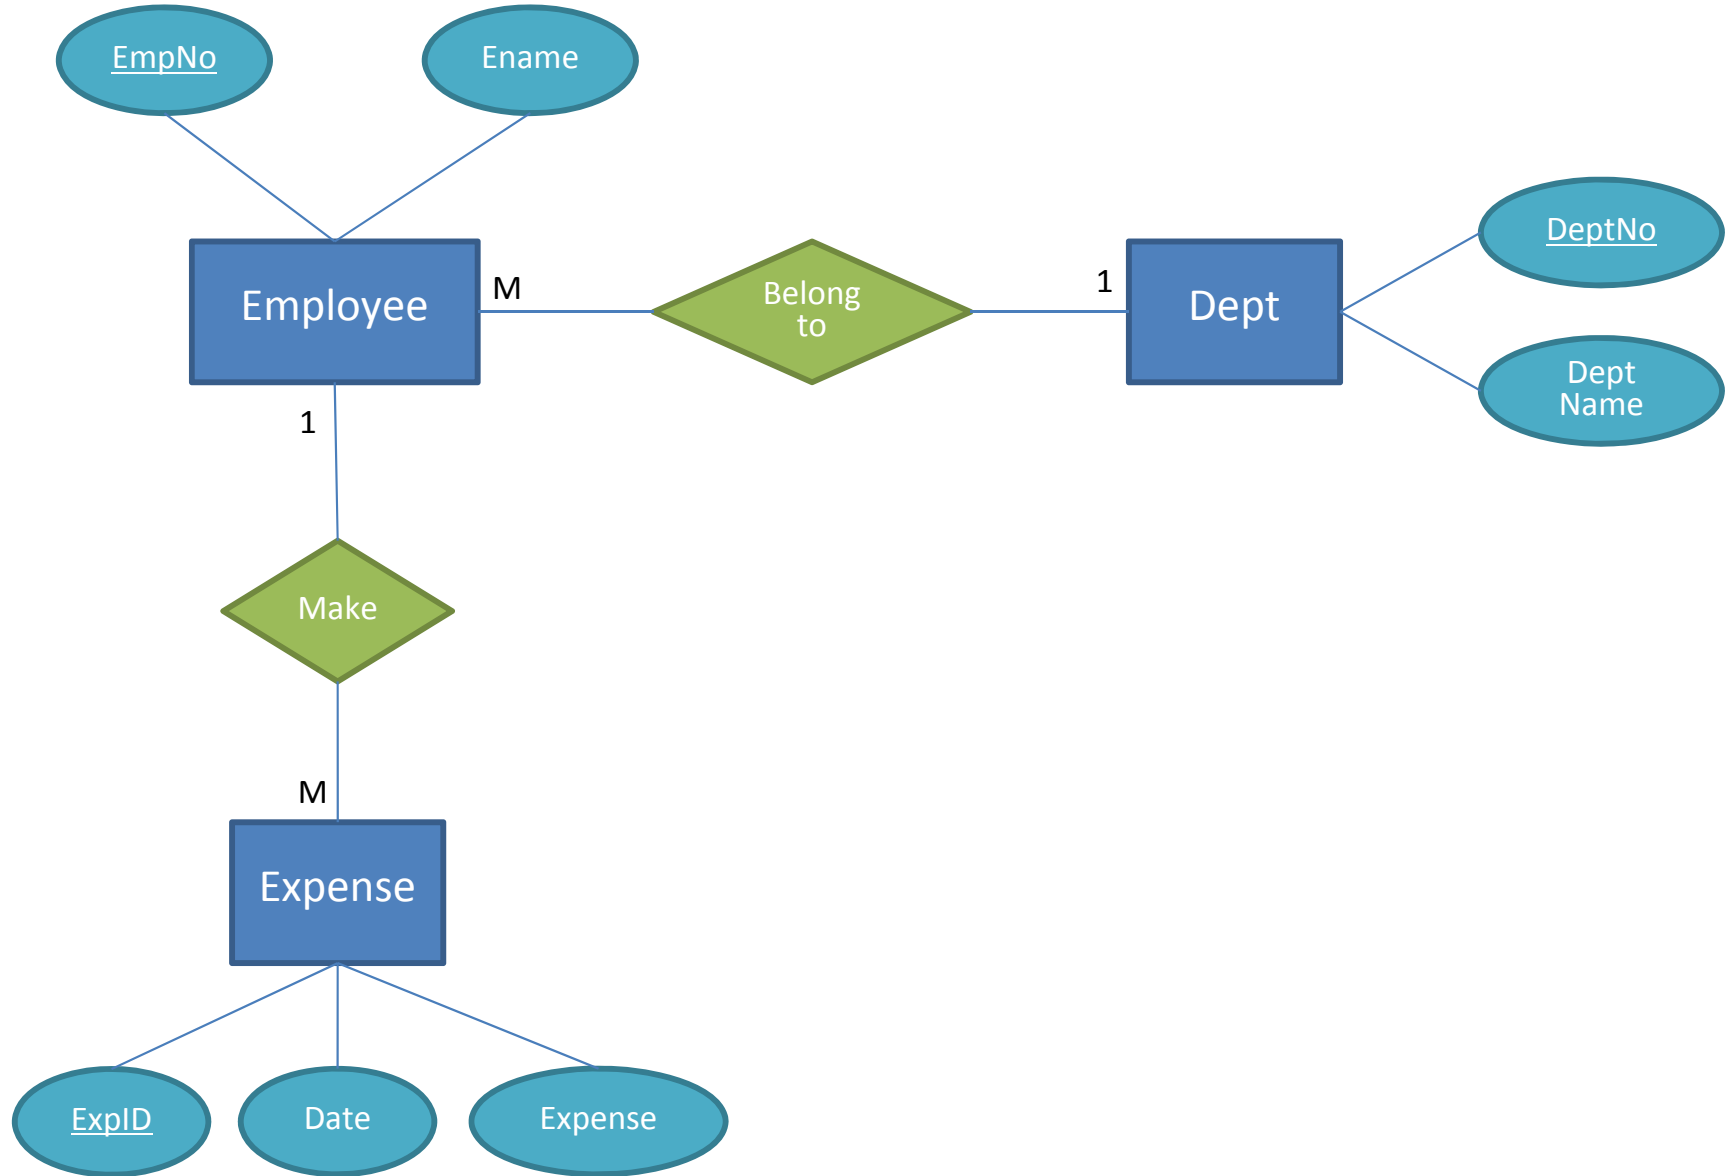 EmpNo
Ename
Employee
M
Belong
to
1
Dept
DeptNo
Dept
Name
1
Make
M
Expense
ExpID
Date
Expense